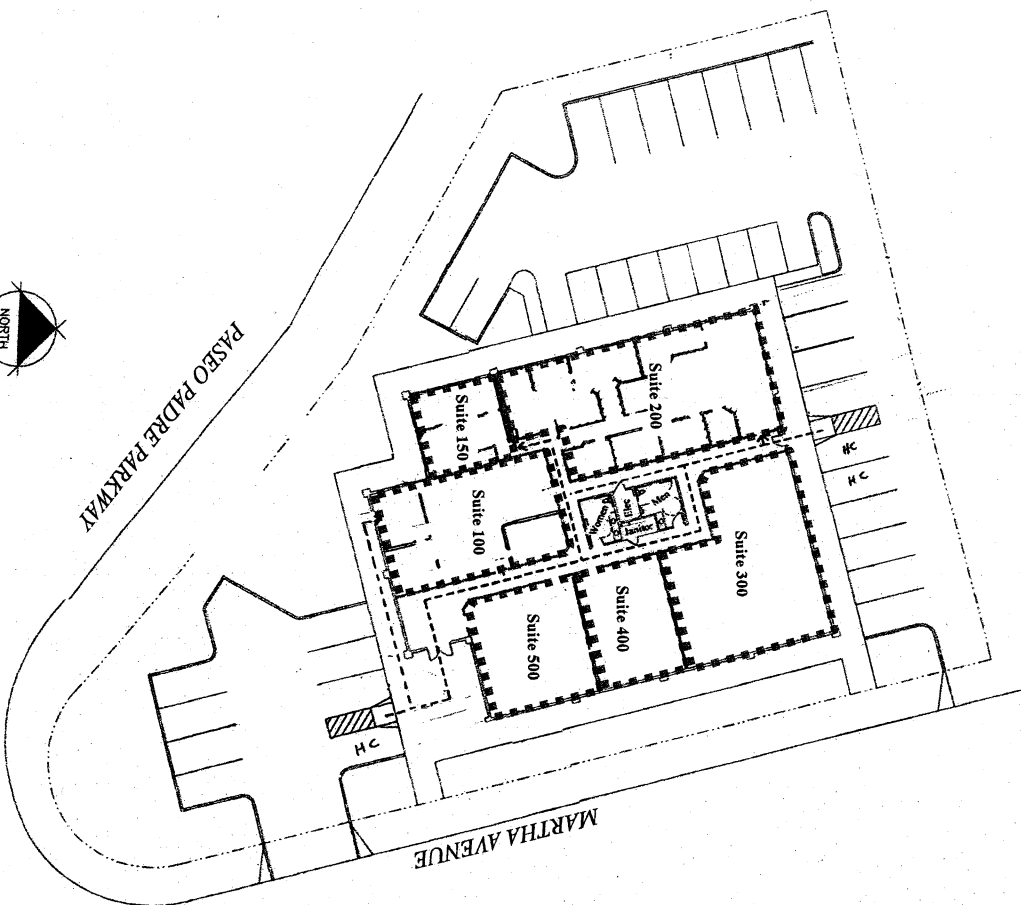 PASEO PADRE PARKWAY
NORTH
Suite 200
Suite 150
Suite 100
Women
Elec
Men
Janitor
Suite 300
Suite 400
Suite 500
HC
HC
HC
MARTHA AVENUE